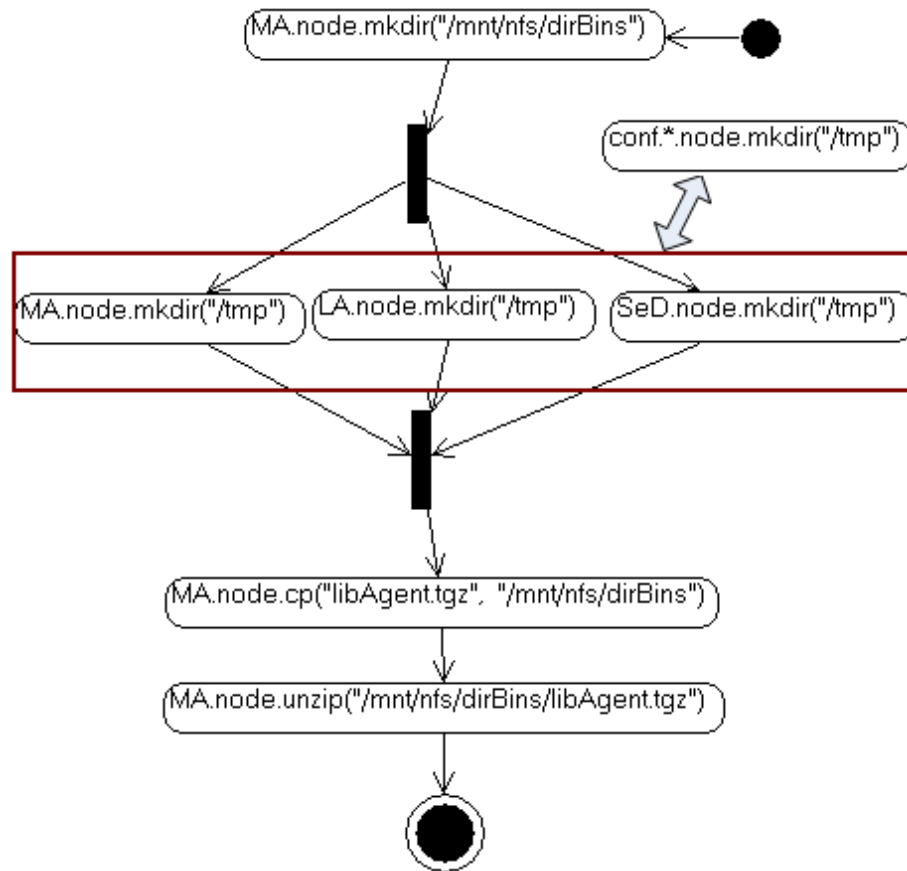 MA.node.mkdir("/mnt/nfs/dirBins")
conf.*.node.mkdir("/tmp")
MA.node.mkdir("/tmp")
LA.node.mkdir("/tmp")
SeD.node.mkdir("/tmp")
MA.node.cp("libAgent.tgz", "/mnt/nfs/dirBins")
MA.node.unzip("/mnt/nfs/dirBins/libAgent.tgz")